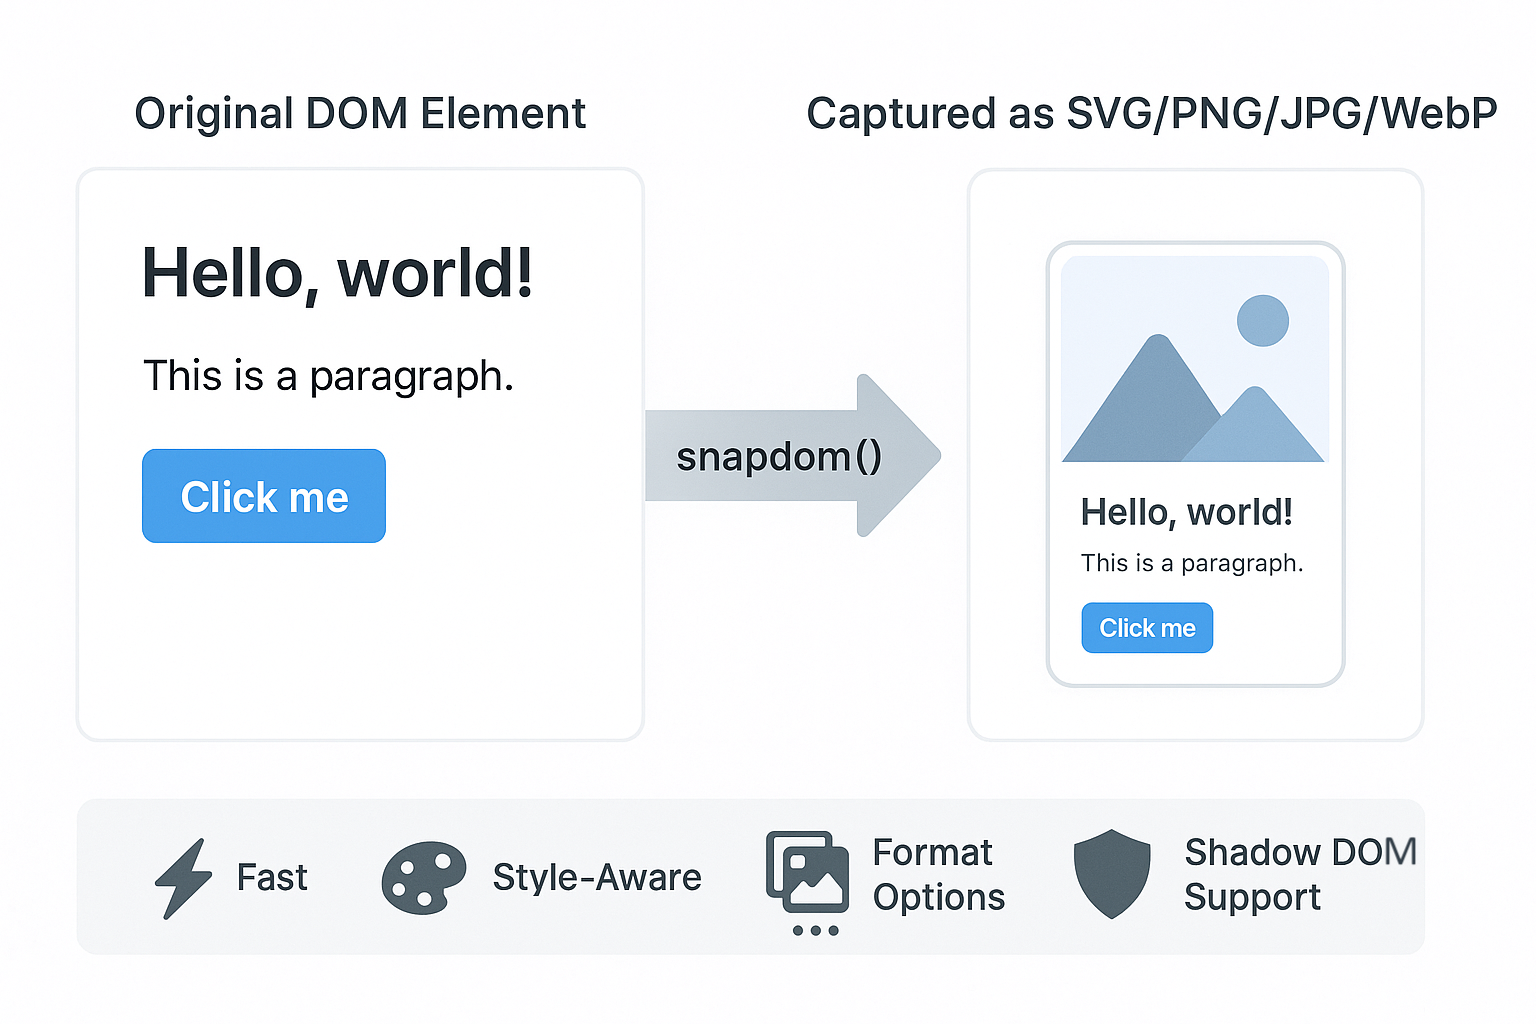 Original DOM Element
Captured as SVG/PNG/JPG/WebP
Hello, world!
This is a paragraph.
Click me
snapdom()
Hello, world!
This is a paragraph.
Click me
Fast
Style-Aware
Format
Options
Shadow DOM
Support